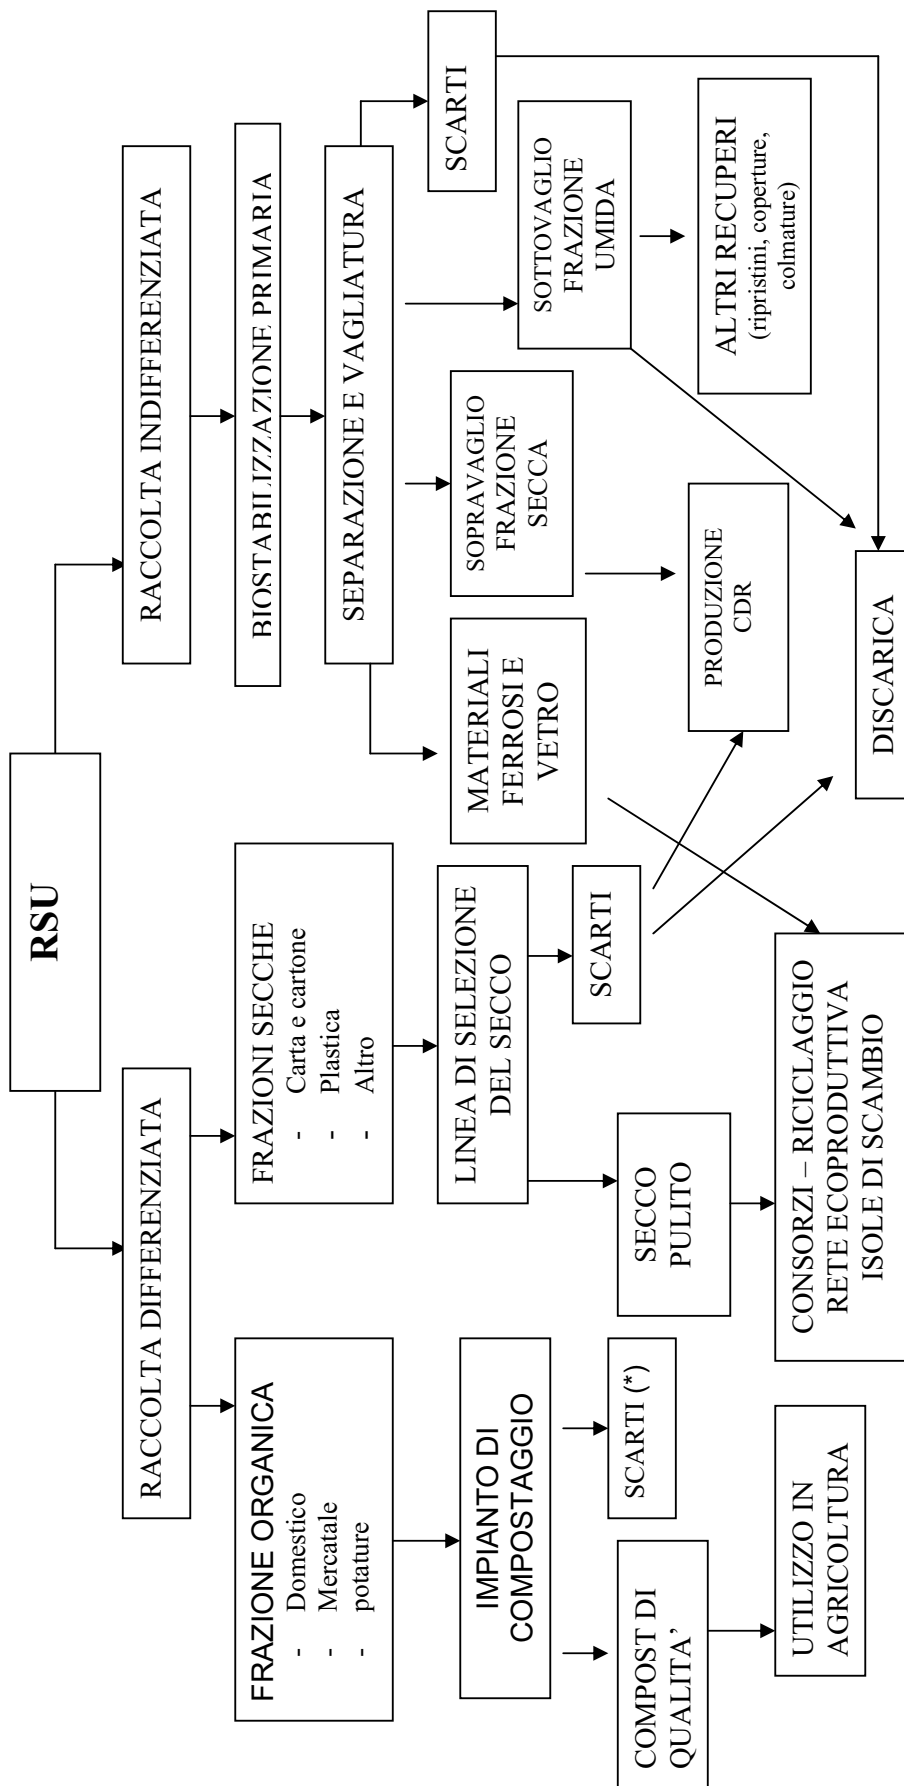 RSU
RACCOLTA DIFFERENZIATA
RACCOLTA INDIFFERENZIATA
FRAZIONE ORGANICA
- Domestico
- Mercatale
- potature
FRAZIONI SECCHE
- Carta e cartone
- Plastica
- Altro
BIOSTABILIZZAZIONE PRIMARIA
SEPARAZIONE E VAGLIATURA
IMPIANTO DI
COMPOSTAGGIO
LINEA DI SELEZIONE
DEL SECCO
MATERIALI
FERROSI E
VETRO
SOPRAVAGLIO
FRAZIONE
SECCA
SOTTOVAGLIO
FRAZIONE
UMIDA
SCARTI
COMPOST DI
QUALITA’
SCARTI (*)
SECCO
PULITO
SCARTI
PRODUZIONE
CDR
ALTRI RECUPERI
(ripristini, coperture,
colmature)
UTILIZZO IN
AGRICOLTURA
CONSORZI – RICICLAGGIO
RETE ECOPRODUTTIVA
ISOLE DI SCAMBIO
DISCARICA